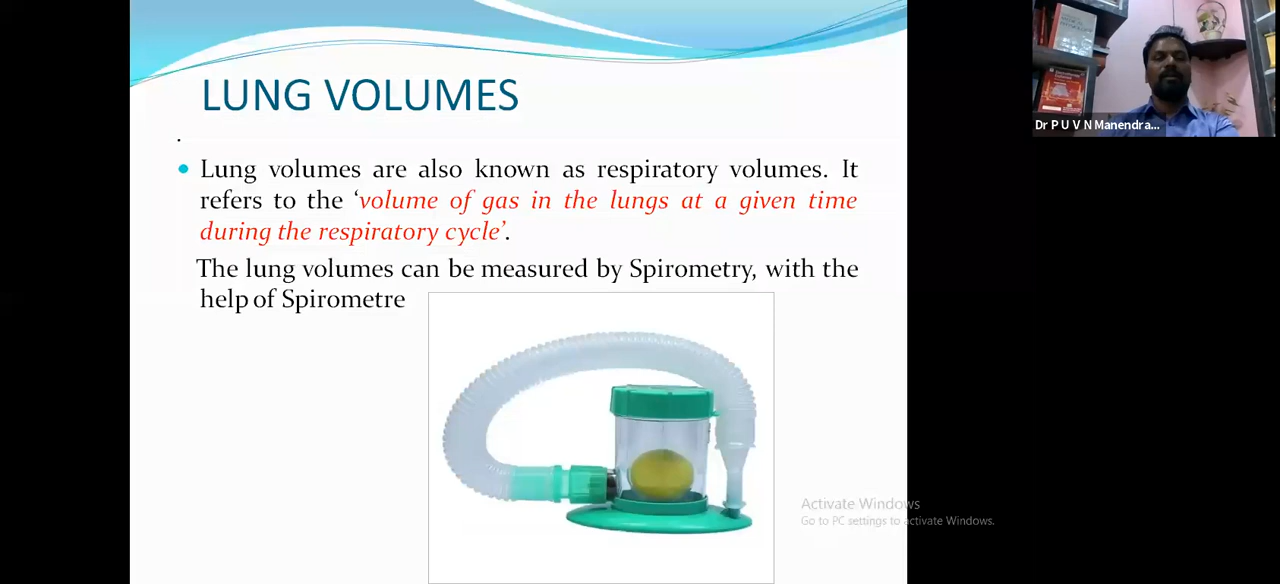 LUNG VOLUMES
.
Lung volumes are also known as respiratory volumes. It
refers to the ‘volume of gas in the lungs at a given time
during the respiratory cycle’.
The lung volumes can be measured by Spirometry, with the
help of Spirometre
Dr P U V N Manendra...
Activate Windows
Go to PC settings to activate Windows.